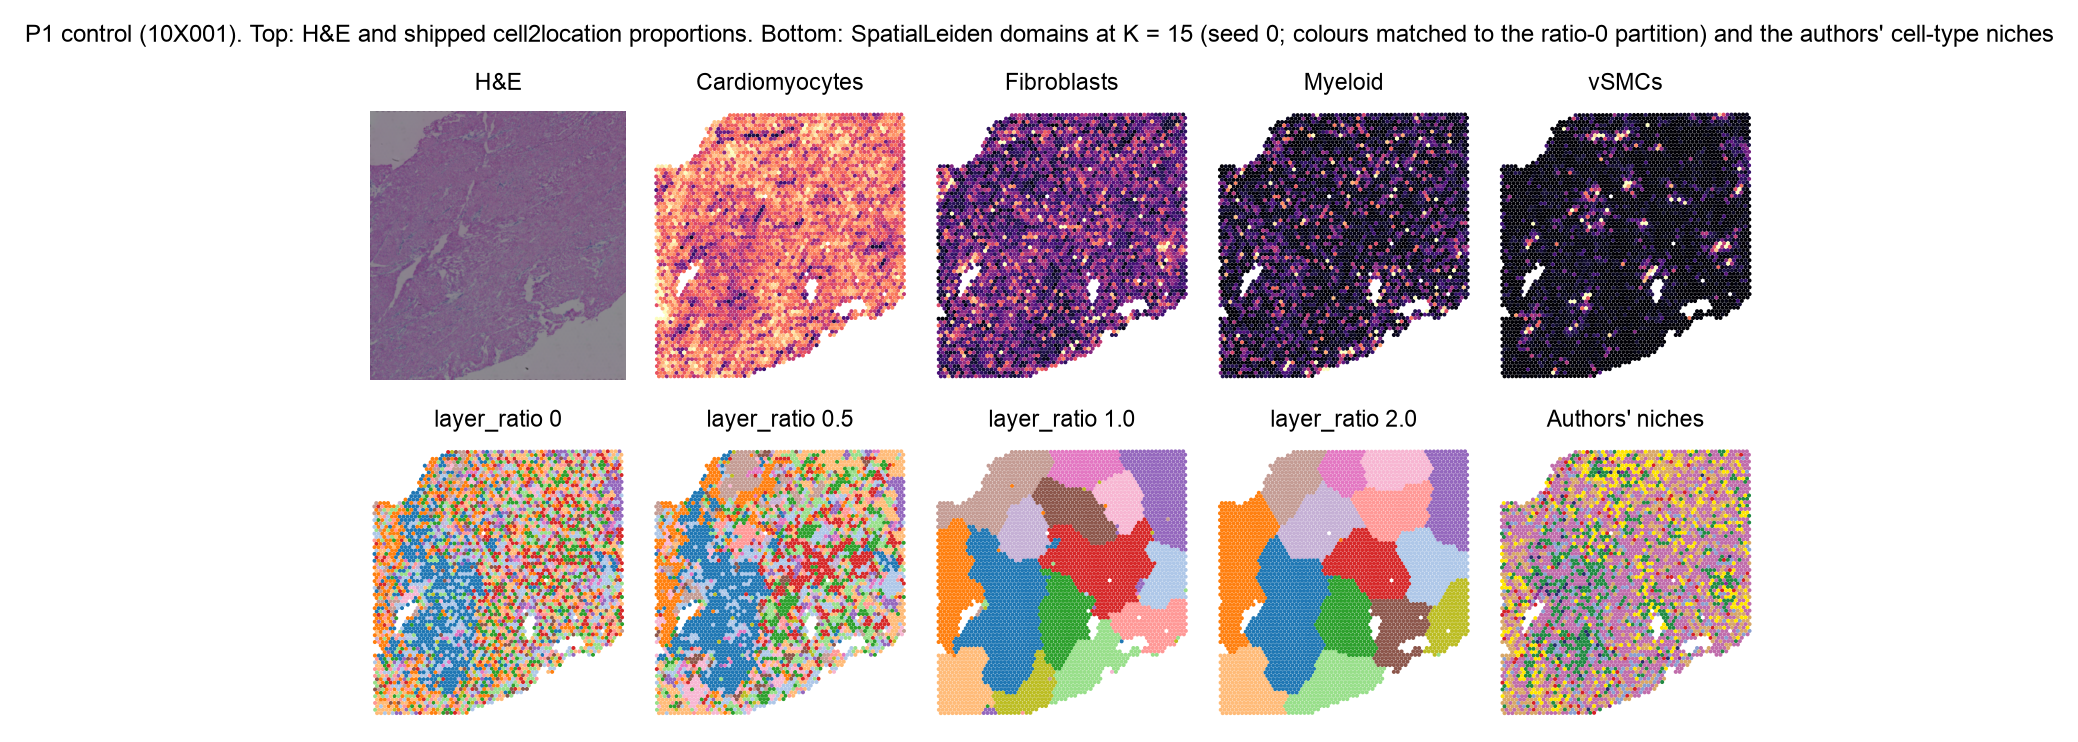 P1 control (10X001). Top: H&E and shipped cell2location proportions. Bottom: SpatialLeiden domains at K = 15 (seed 0; colours matched to the ratio-0 partition) and the authors' cell-type niches
H&E
Cardiomyocytes
Fibroblasts
Myeloid
vSMCs
layer_ratio 0
layer_ratio 0.5
layer_ratio 1.0
layer_ratio 2.0
Authors' niches